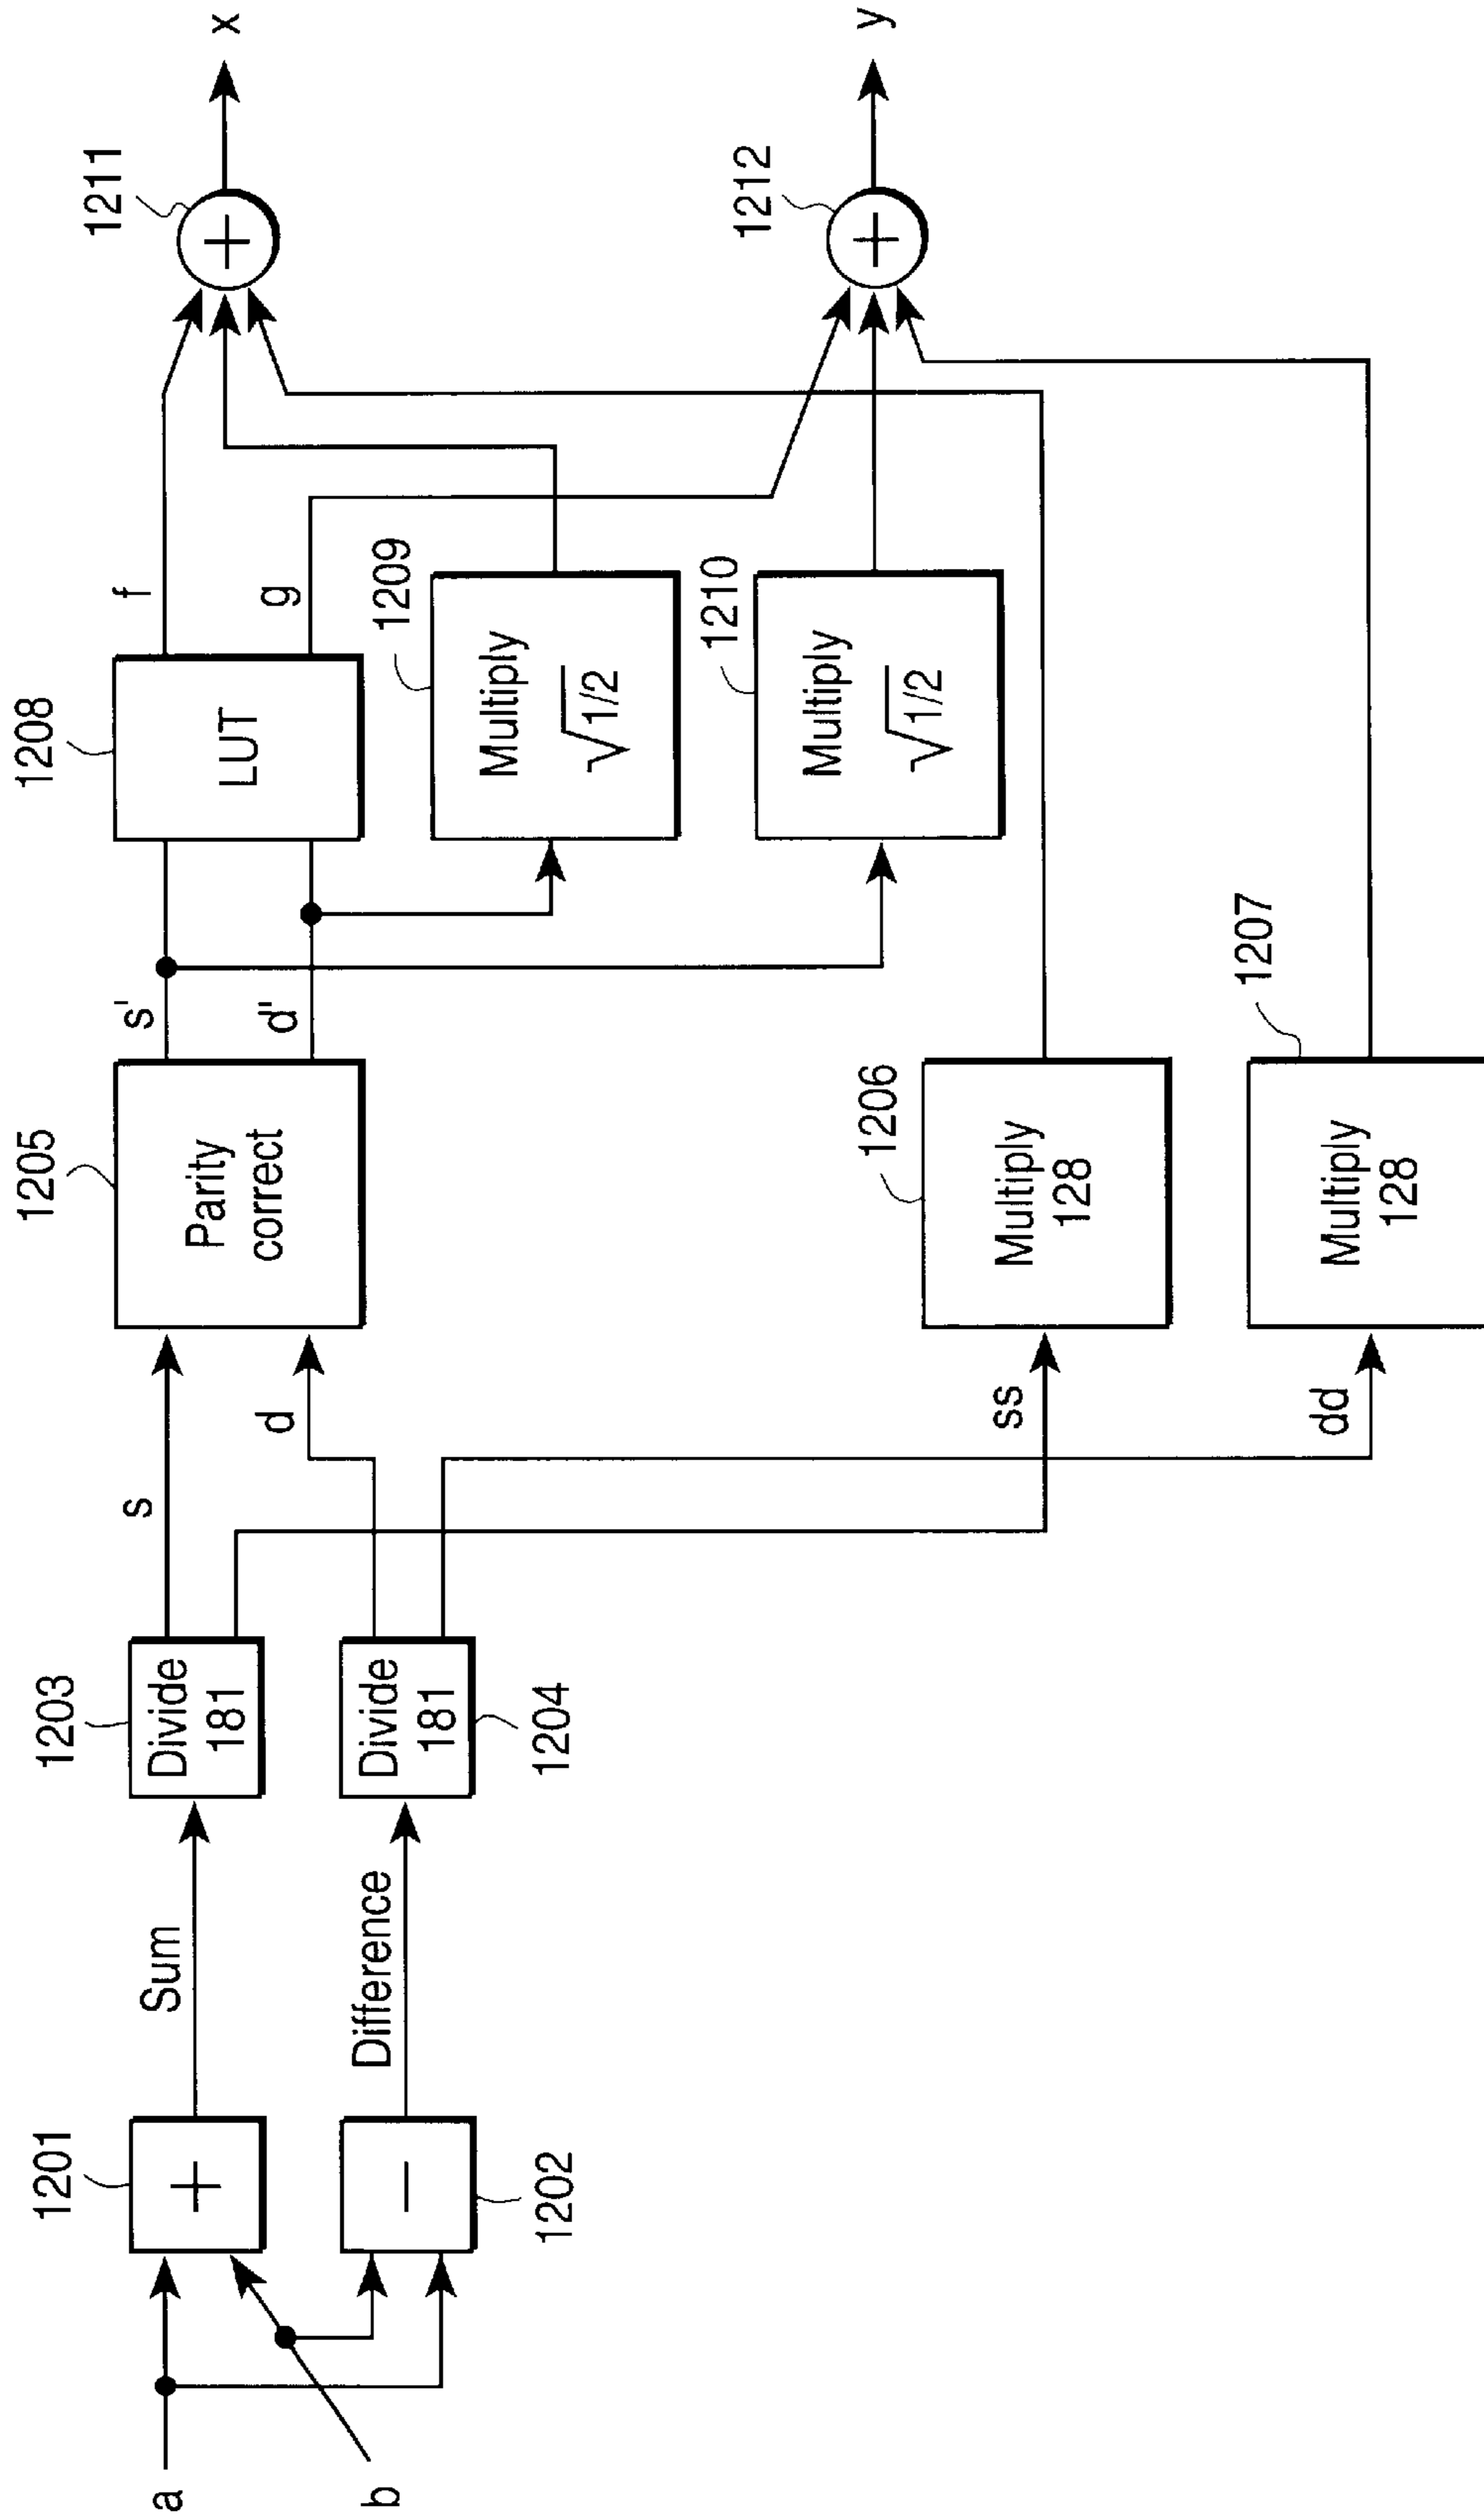 a
b
1201
+
1202
−
Sum
Difference
1203
Divide
181
Divide
181
1204
s
d
ss
dd
1205
Parity
correct
1206
Multiply
128
1207
Multiply
128
s'
d'
1208
LUT
1209
Multiply
√1/2
1210
Multiply
√1/2
f
g
1211
+
1212
+
x
y